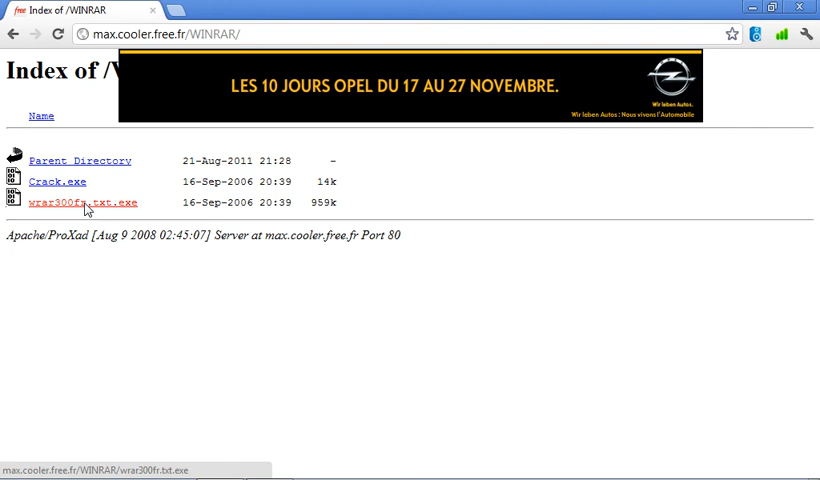 Index of /WINRAR
max.cooler.free.fr/WINRAR/
Index of /W
LES 10 JOURS OPEL DU 17 AU 27 NOVEMBRE.
Wir leben Autos.
Wir leben Autos : Nous vivons l'Automobile
Name
Parent Directory 21-Aug-2011 21:28 -
Crack.exe 16-Sep-2006 20:39 14k
wrar300fr.txt.exe 16-Sep-2006 20:39 959k
Apache/ProXad [Aug 9 2008 02:45:07] Server at max.cooler.free.fr Port 80
max.cooler.free.fr/WINRAR/wrar300fr.txt.exe